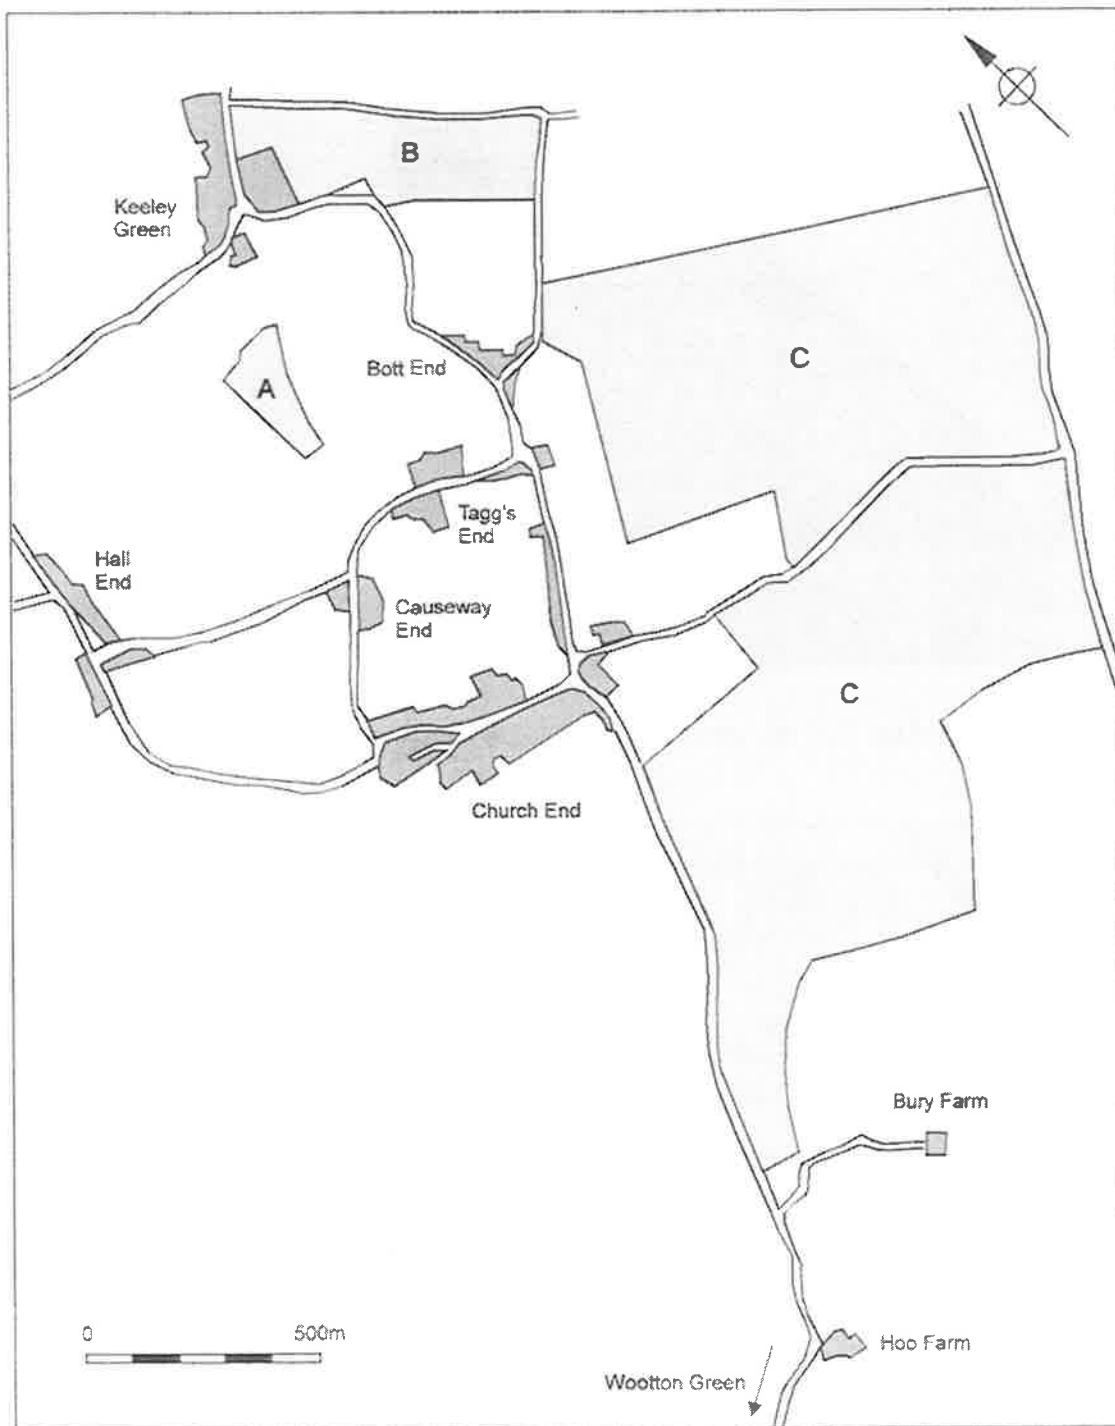 B
Keeley
Green
C
Bott End
A
Tagg's
End
Hall
End
Causeway
End
C
Church End
Bury Farm
0 500m
Hoo Farm
Wootton Green